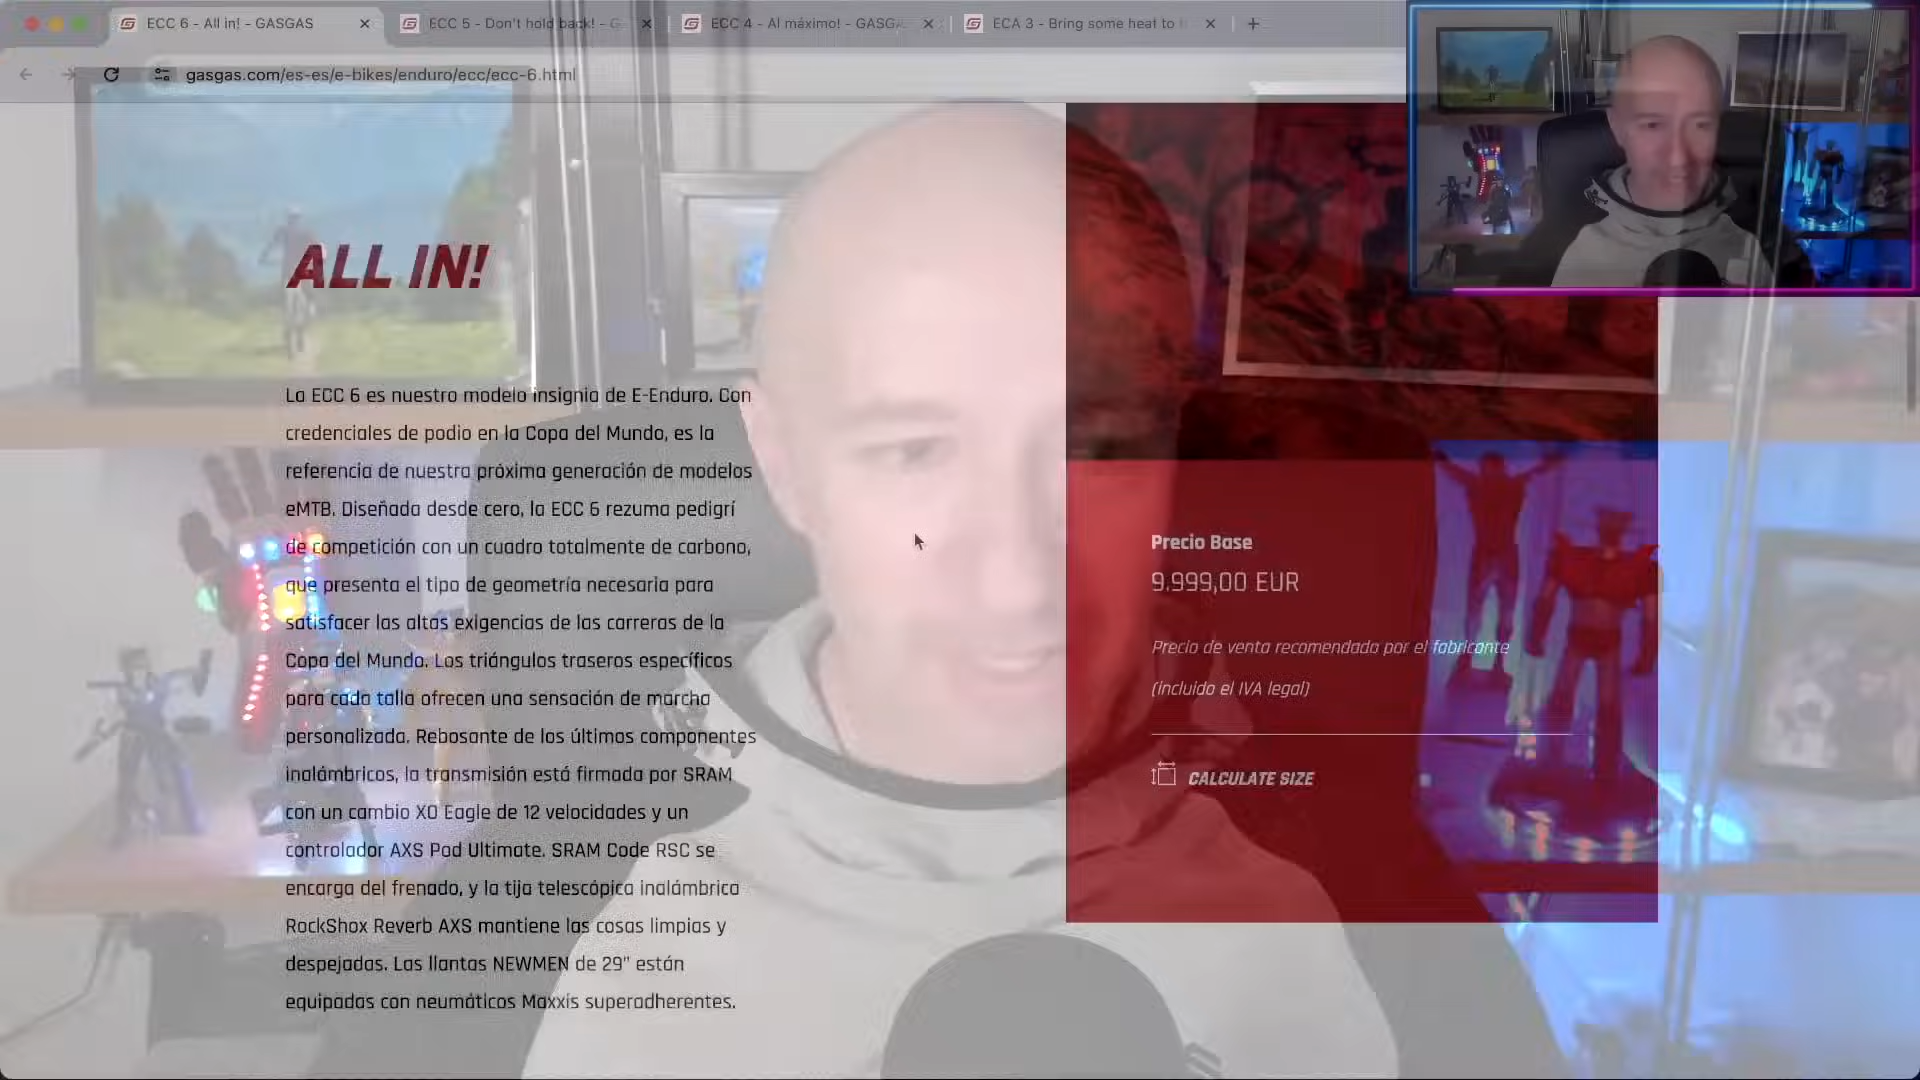 ECC 6 - All in! - GASGAS
ECC 5 - Don't hold back! - G
ECC 4 - Al máximo! - GASG
ECA 3 - Bring some heat to
gasgas.com/es-es/e-bikes/enduro/ecc/ecc-6.html
ALL IN!
La ECC 6 es nuestro modelo insignia de E-Enduro. Con
credenciales de podio en la Copa del Mundo, es la
referencia de nuestra próxima generación de modelos
eMTB. Diseñada desde cero, la ECC 6 rezuma pedigrí
de competición con un cuadro totalmente de carbono,
que presenta el tipo de geometría necesaria para
satisfacer las altas exigencias de las carreras de la
Copa del Mundo. Los triángulos traseros específicos
para cada talla ofrecen una sensación de marcha
personalizada. Rebosante de los últimos componentes
inalámbricos, la transmisión está firmada por SRAM
con un cambio XO Eagle de 12 velocidades y un
controlador AXS Pod Ultimate. SRAM Code RSC se
encarga del frenado, y la tija telescópica inalámbrica
RockShox Reverb AXS mantiene las cosas limpias y
despejadas. Las llantas NEWMEN de 29" están
equipadas con neumáticos Maxxis superadherentes.
Precio Base
9.999,00 EUR
Precio de venta recomendado por el fabricante
(incluido el IVA legal)
CALCULATE SIZE